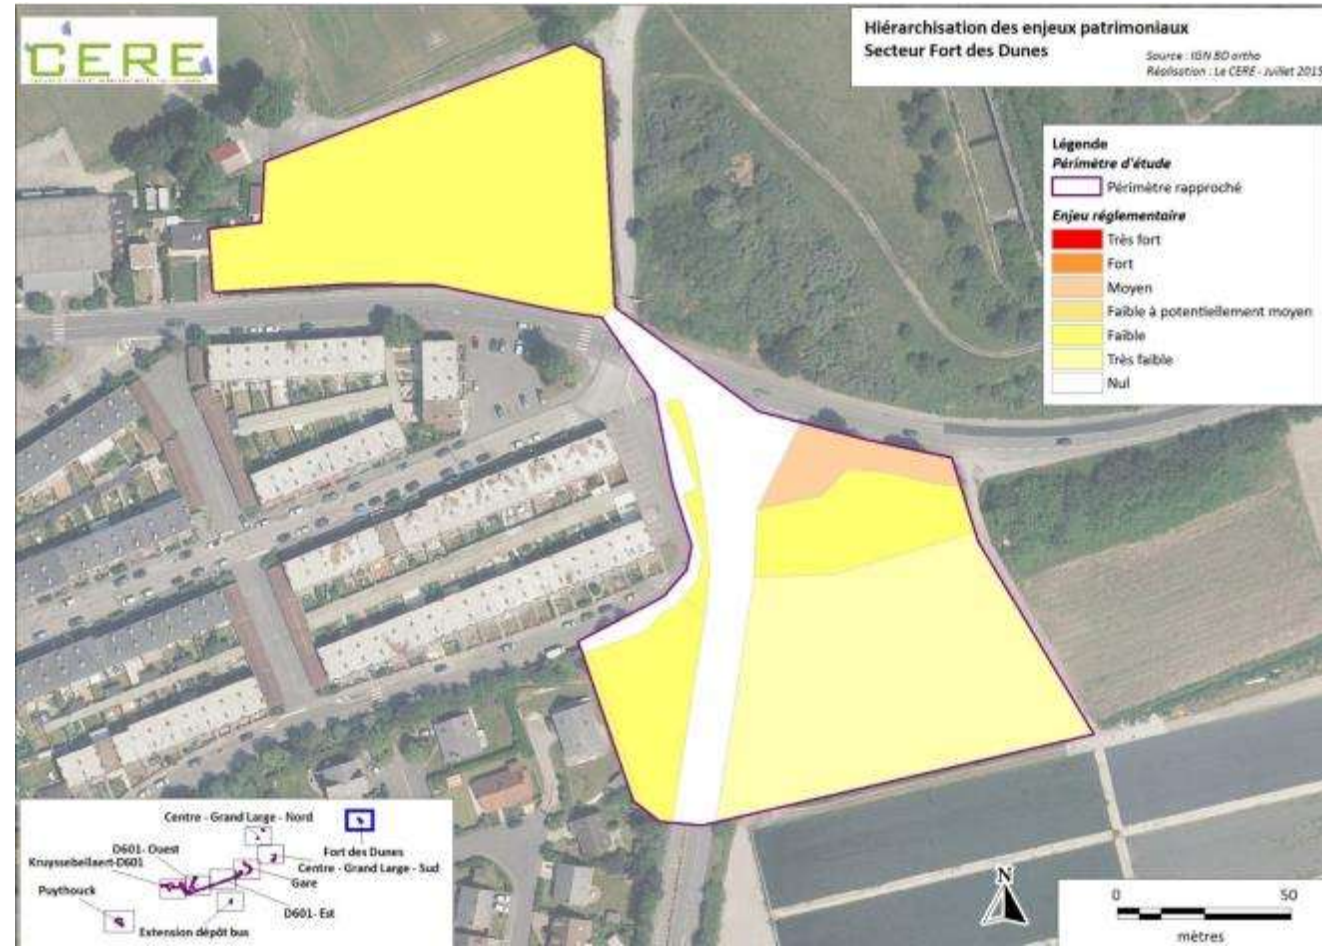 CERE
Hiérarchisation des enjeux patrimoniaux
Secteur Fort des Dunes
Source : IGN BD ortho
Réalisation : Le CERE - Juillet 2015
Légende
Périmètre d'étude
Périmètre rapproché
Enjeu réglementaire
Très fort
Fort
Moyen
Faible à potentiellement moyen
Faible
Très faible
Nul
Centre - Grand Large - Nord
D601- Ouest
Fort des Dunes
Kruyssebellaert-D601
Centre - Grand Large - Sud
Gare
Puythouck
D601- Est
Extension dépôt bus
N
0 50
mètres